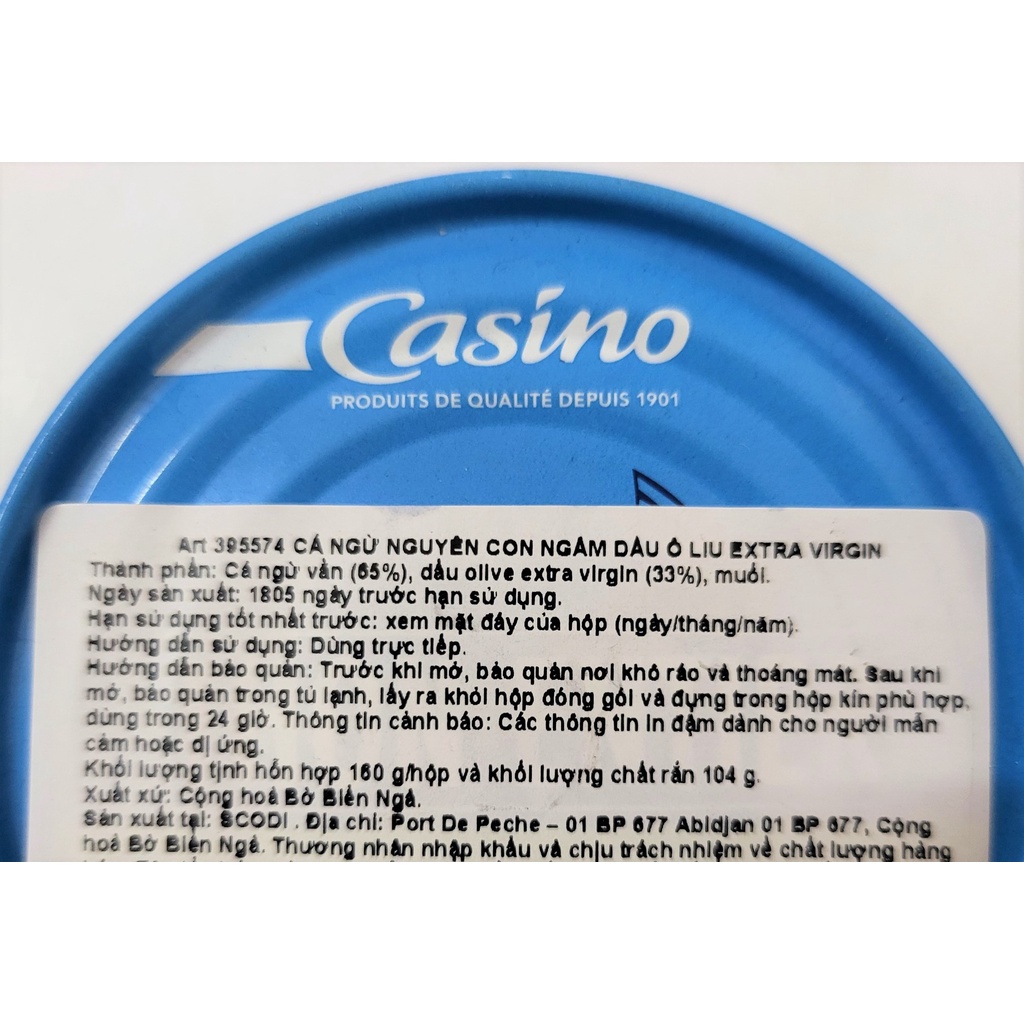 Casino
PRODUITS DE QUALITÉ DEPUIS 1901
Art 395574 CÁ NGỪ NGUYÊN CON NGÂM DẦU Ô LIU EXTRA VIRGIN
Thành phần: Cá ngừ vằn (65%), dầu olive extra virgin (33%), muối.
Ngày sản xuất: 1805 ngày trước hạn sử dụng.
Hạn sử dụng tốt nhất trước: xem mặt đáy của hộp (ngày/tháng/năm).
Hướng dẫn sử dụng: Dùng trực tiếp.
Hướng dẫn bảo quản: Trước khi mở, bảo quản nơi khô ráo và thoáng mát. Sau khi
mở, bảo quản trong tủ lạnh, lấy ra khỏi hộp đóng gói và đựng trong hộp kín phù hợp,
dùng trong 24 giờ. Thông tin cảnh báo: Các thông tin in đậm dành cho người mẫn
cảm hoặc dị ứng.
Khối lượng tịnh hỗn hợp 160 g/hộp và khối lượng chất rắn 104 g.
Xuất xứ: Cộng hoà Bờ Biển Ngà.
Sản xuất tại: SCODI . Địa chỉ: Port De Peche – 01 BP 677 Abidjan 01 BP 677, Cộng
hoà Bờ Biển Ngà. Thương nhân nhập khẩu và chịu trách nhiệm về chất lượng hàng